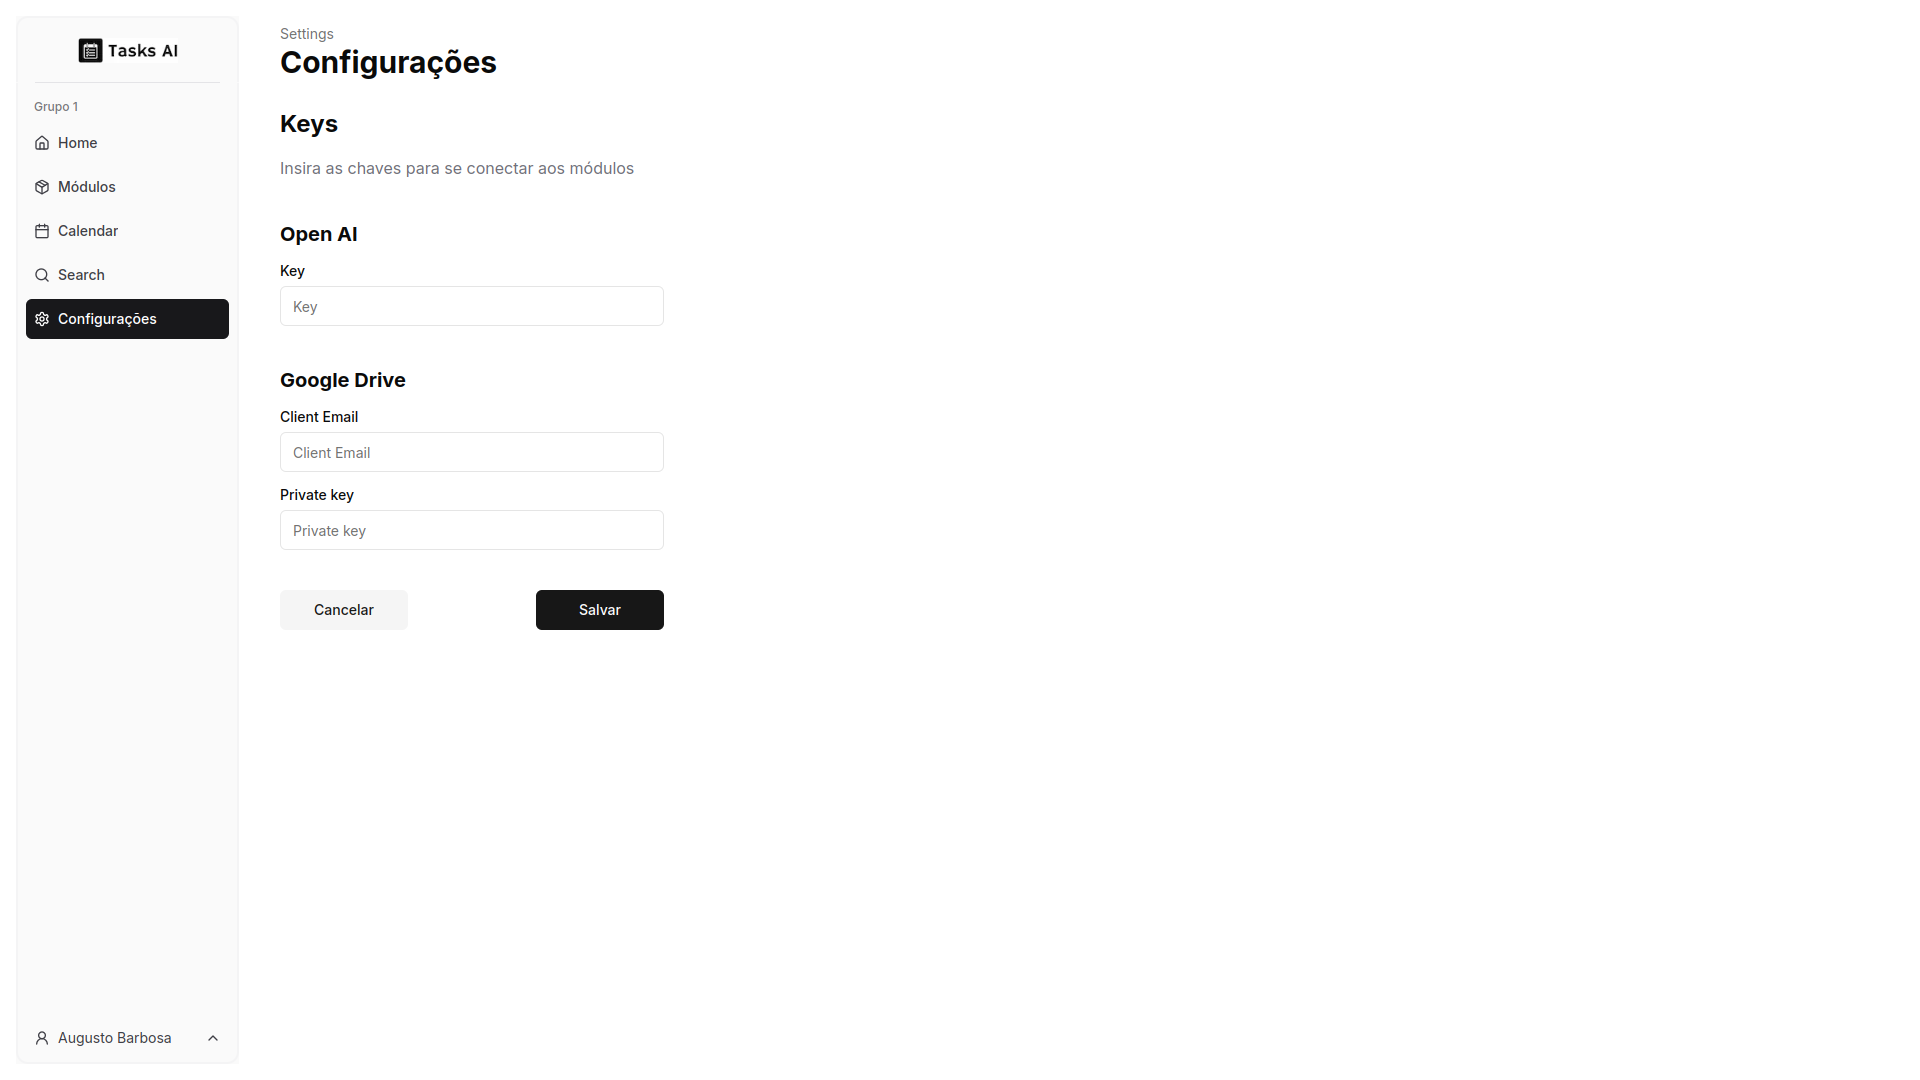 Tasks AI
Grupo 1
Home
Módulos
Calendar
Search
Configurações
Augusto Barbosa
Settings
Configurações
Keys
Insira as chaves para se conectar aos módulos
Open AI
Key
Key
Google Drive
Client Email
Client Email
Private key
Private key
Cancelar
Salvar